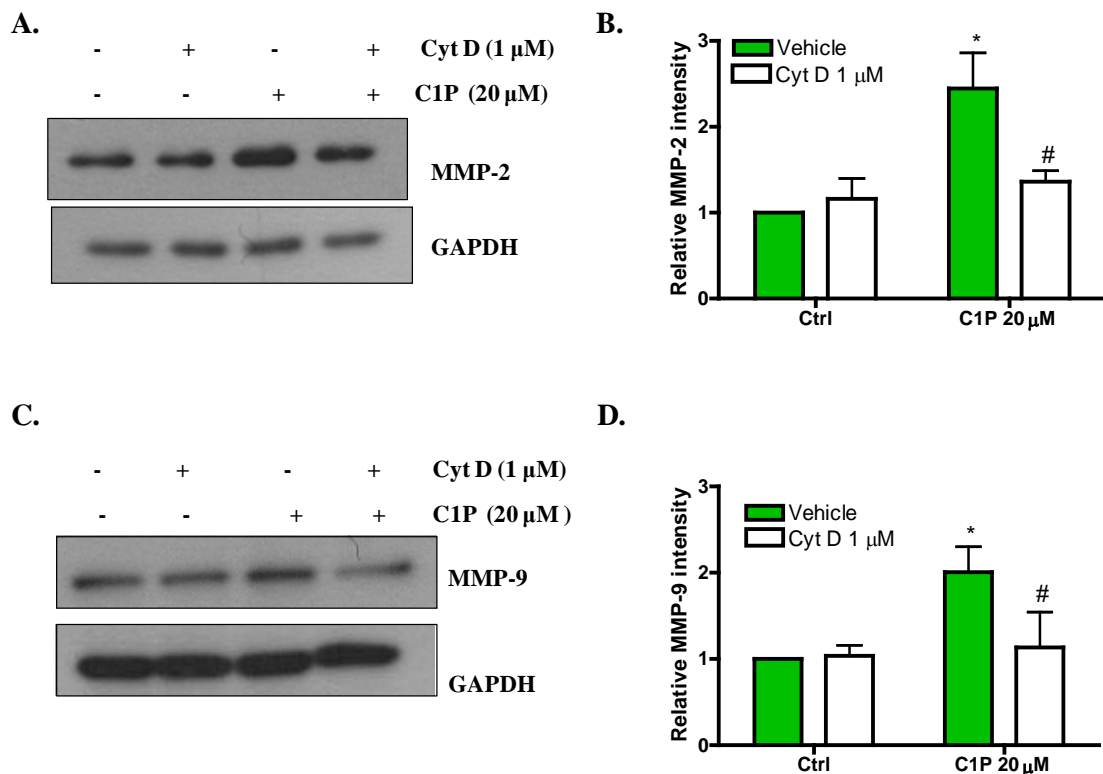 A.
- + - + Cyt D (1 µM)
- - + + C1P (20 µM)
MMP-2
GAPDH
B.
3
2
1
0
Relative MMP-2 intensity
Vehicle
Cyt D 1 µM
*
#
Ctrl
C1P 20 µM
C.
- + - + Cyt D (1 µM)
- - + + C1P (20 µM )
MMP-9
GAPDH
D.
3
2
1
0
Relative MMP-9 intensity
Vehicle
Cyt D 1 µM
*
#
Ctrl
C1P 20 µM